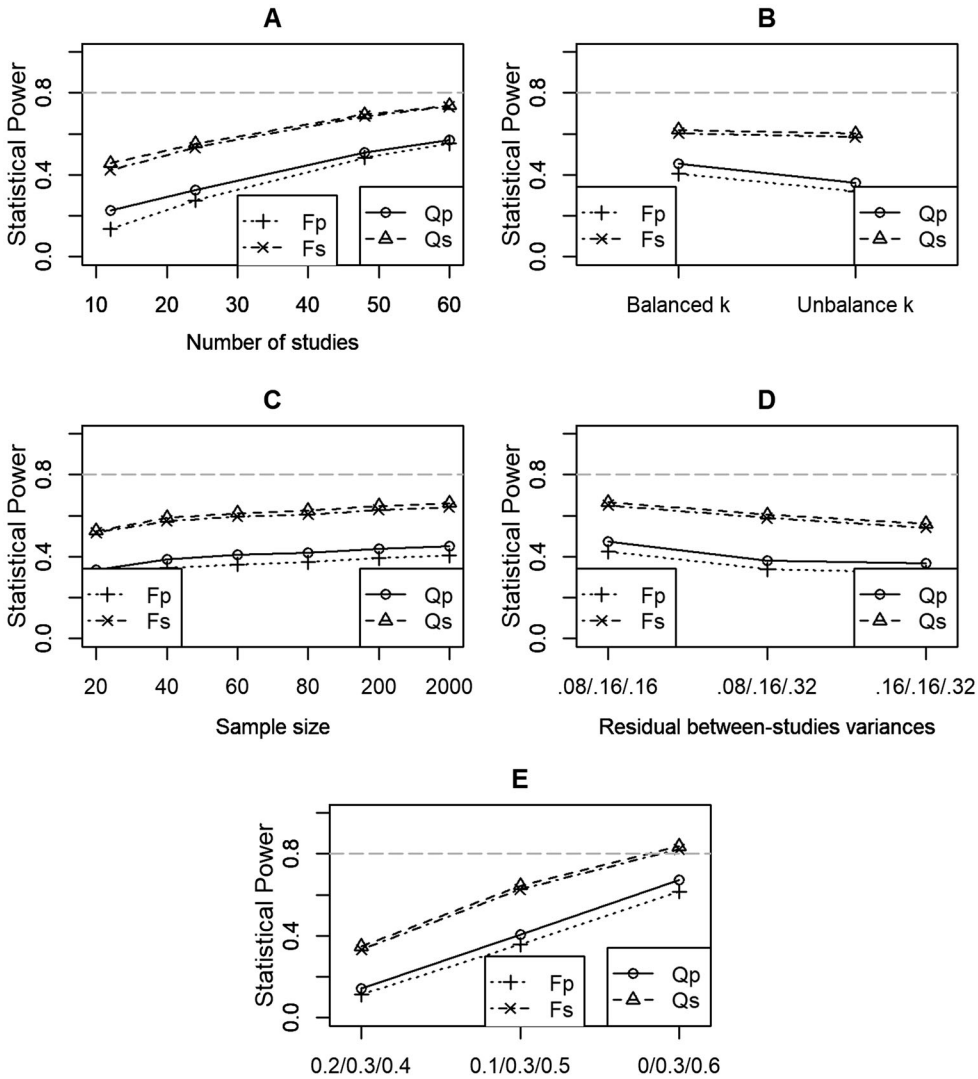 A
Statistical Power
0.0 0.4 0.8
Fp
Fs
Qp
Qs
10 20 30 40 50 60
Number of studies
B
Statistical Power
0.0 0.4 0.8
Fp
Fs
Qp
Qs
Balanced k Unbalance k
C
Statistical Power
0.0 0.4 0.8
Fp
Fs
Qp
Qs
20 40 60 80 200 2000
Sample size
D
Statistical Power
0.0 0.4 0.8
Fp
Fs
Qp
Qs
.08/.16/.16 .08/.16/.32 .16/.16/.32
Residual between-studies variances
E
Statistical Power
0.0 0.4 0.8
Fp
Fs
Qp
Qs
0.2/0.3/0.4 0.1/0.3/0.5 0/0.3/0.6